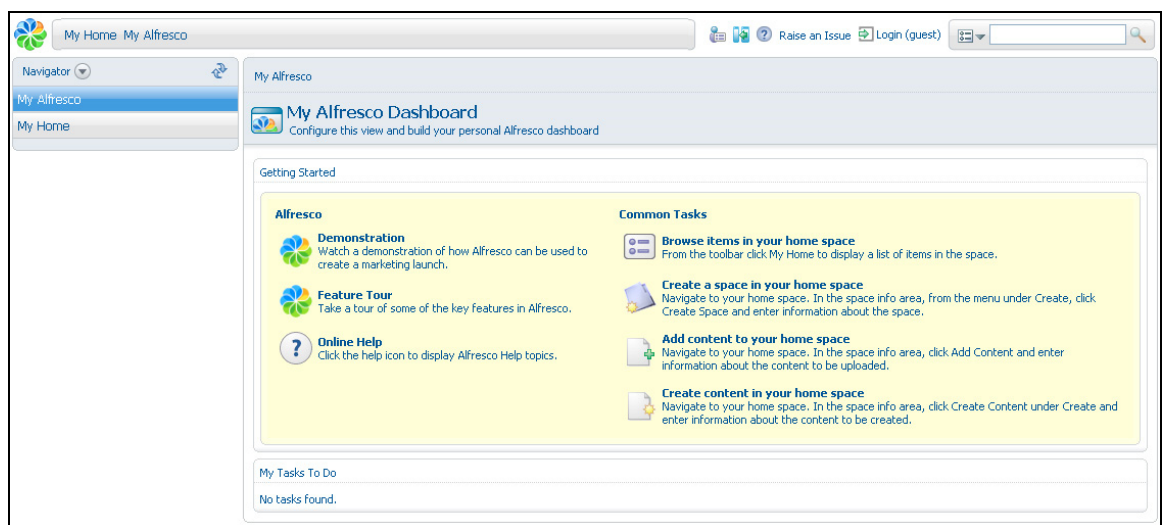 My Home My Alfresco
Raise an Issue Login (guest)
Navigator
My Alfresco
My Home
My Alfresco
My Alfresco Dashboard
Configure this view and build your personal Alfresco dashboard
Getting Started
Alfresco
Demonstration
Watch a demonstration of how Alfresco can be used to
create a marketing launch.
Feature Tour
Take a tour of some of the key features in Alfresco.
Online Help
Click the help icon to display Alfresco Help topics.
Common Tasks
Browse items in your home space
From the toolbar click My Home to display a list of items in the space.
Create a space in your home space
Navigate to your home space. In the space info area, from the menu under Create, click
Create Space and enter information about the space.
Add content to your home space
Navigate to your home space. In the space info area, click Add Content and enter
information about the content to be uploaded.
Create content in your home space
Navigate to your home space. In the space info area, click Create Content under Create and
enter information about the content to be created.
My Tasks To Do
No tasks found.